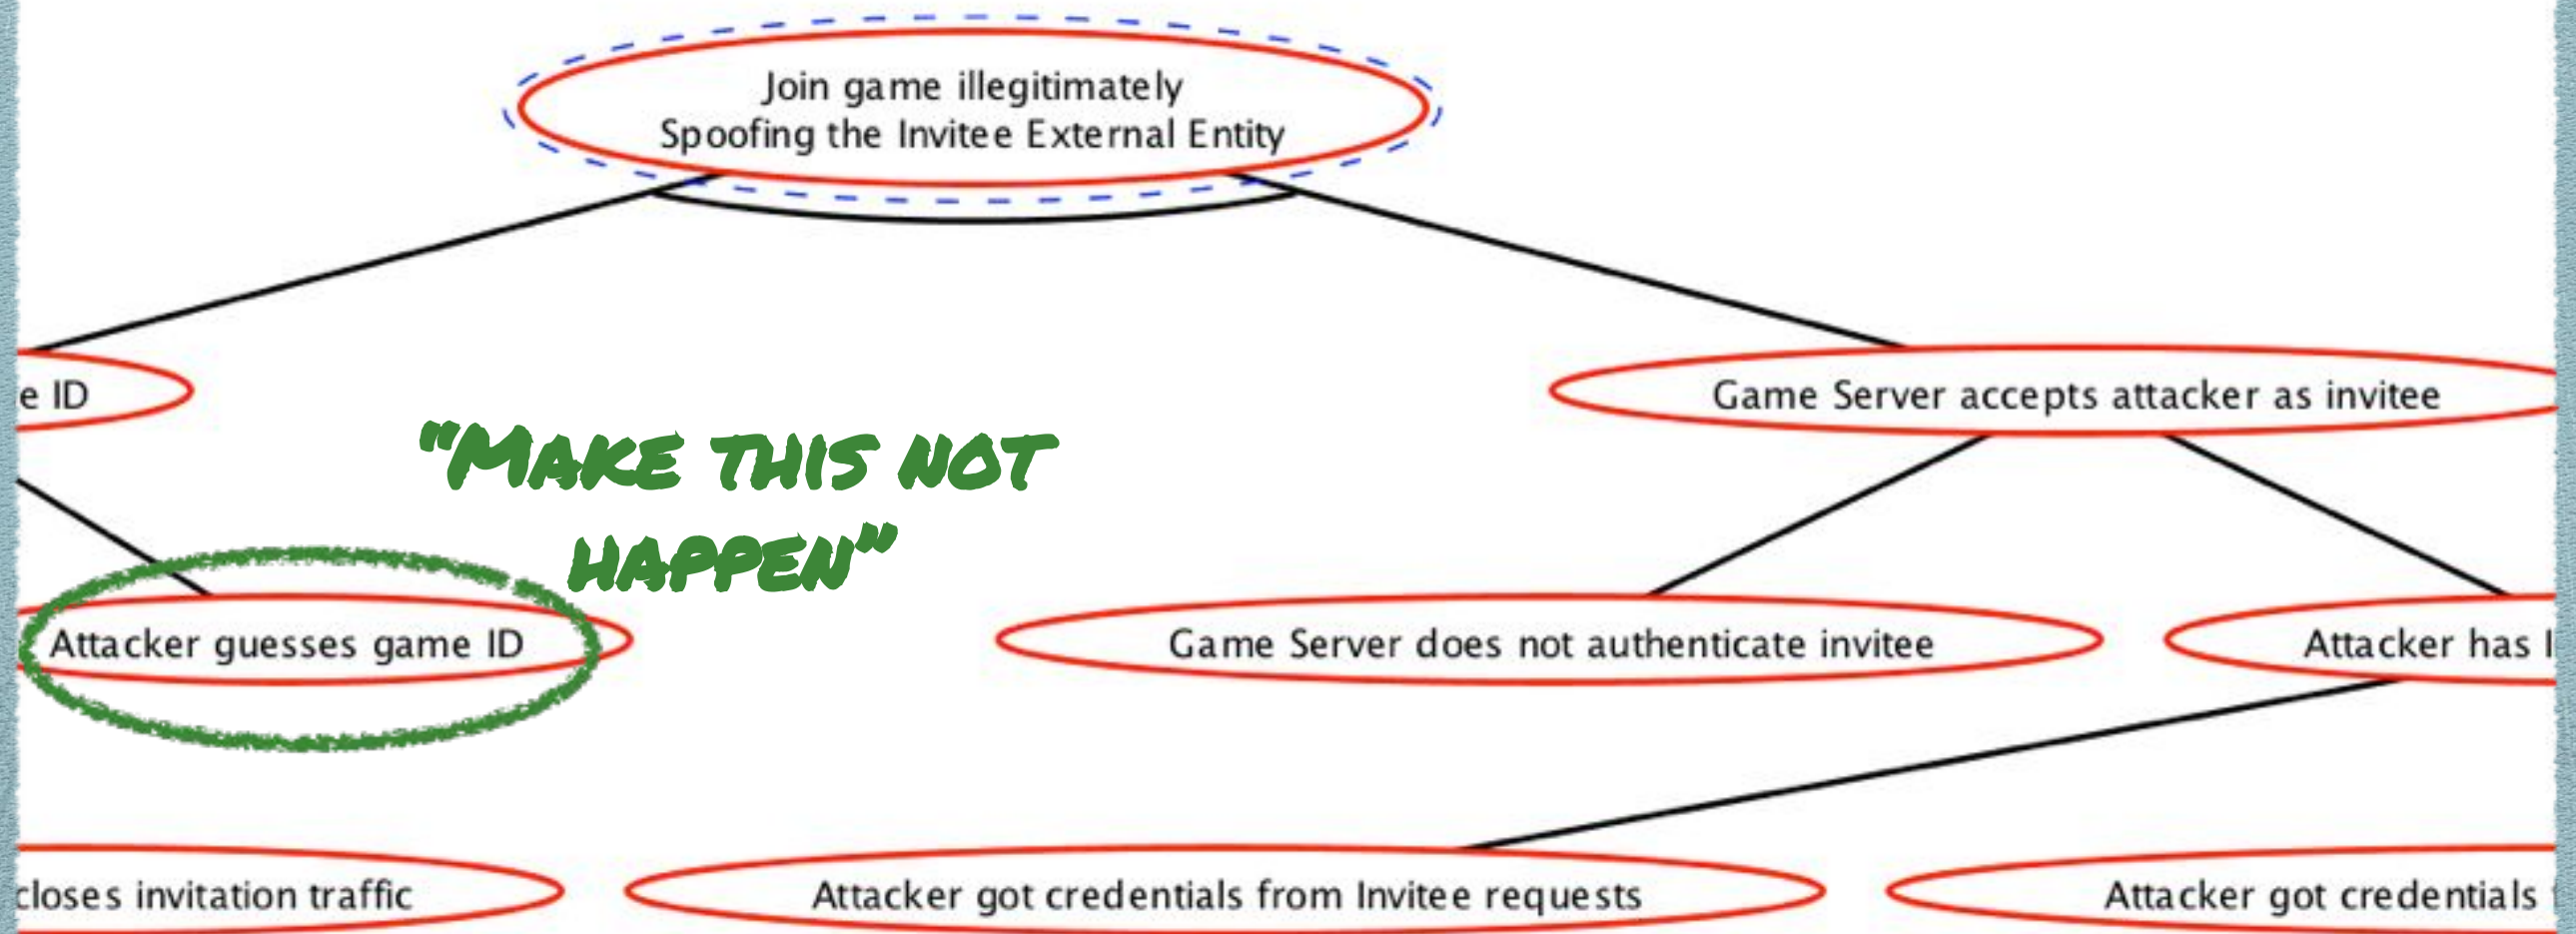 Join game illegitimately
Spoofing the Invitee External Entity
e ID
Game Server accepts attacker as invitee
"MAKE THIS NOT
HAPPEN"
Attacker guesses game ID
Game Server does not authenticate invitee
Attacker has
closes invitation traffic
Attacker got credentials from Invitee requests
Attacker got credentials